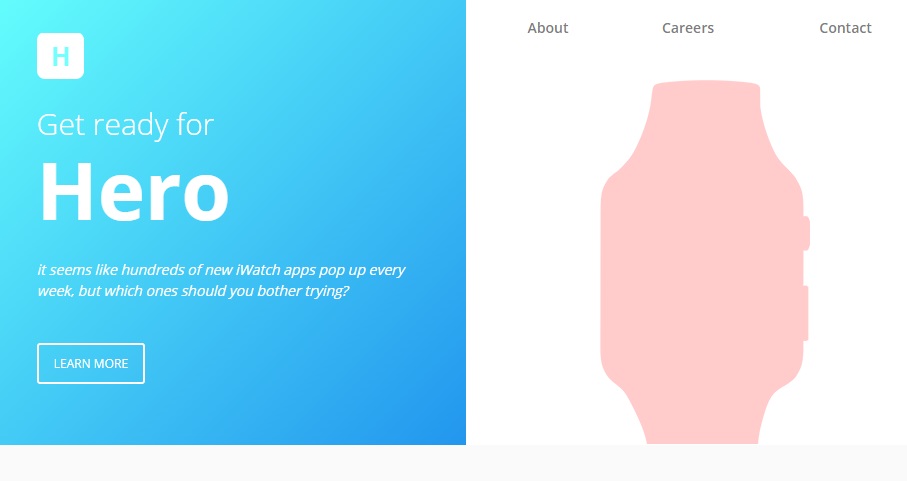 H
About Careers Contact
Get ready for
Hero
it seems like hundreds of new iWatch apps pop up every
week, but which ones should you bother trying?
LEARN MORE